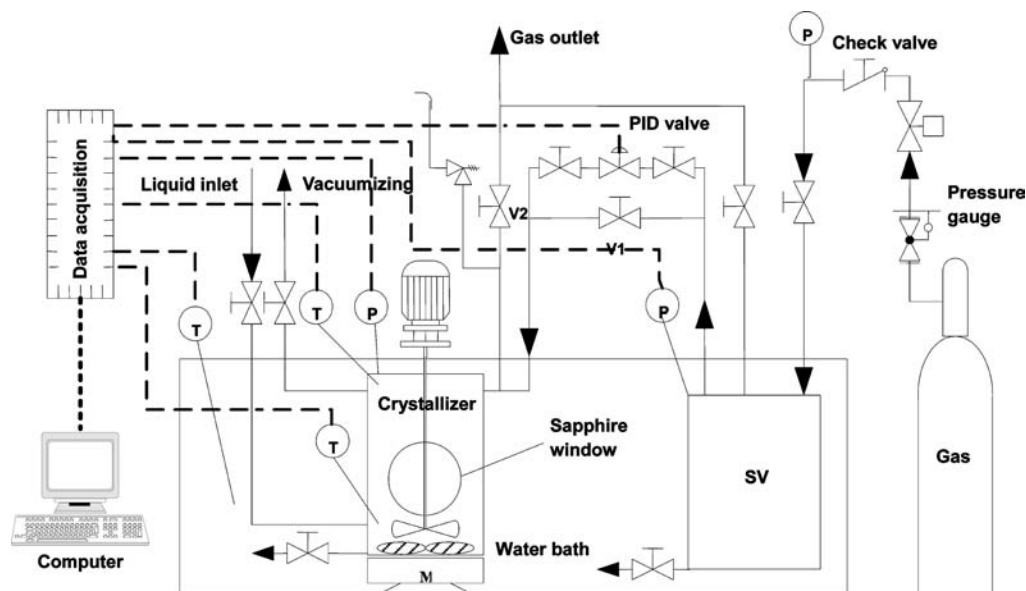 Gas outlet
P
Check valve
PID valve
Data acquisition
Liquid inlet
Vacuumizing
V2
V1
Pressure
gauge
T
T
P
P
Crystallizer
T
Sapphire
window
SV
Gas
Water bath
M
Computer